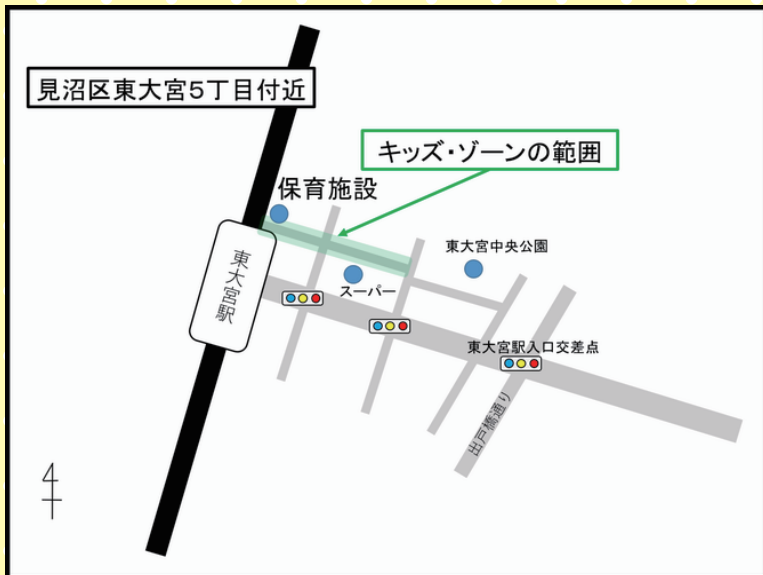 見沼区東大宮5丁目付近
キッズ・ゾーンの範囲
保育施設
東大宮中央公園
東大宮駅
スーパー
東大宮駅入口交差点
出戸橋通り